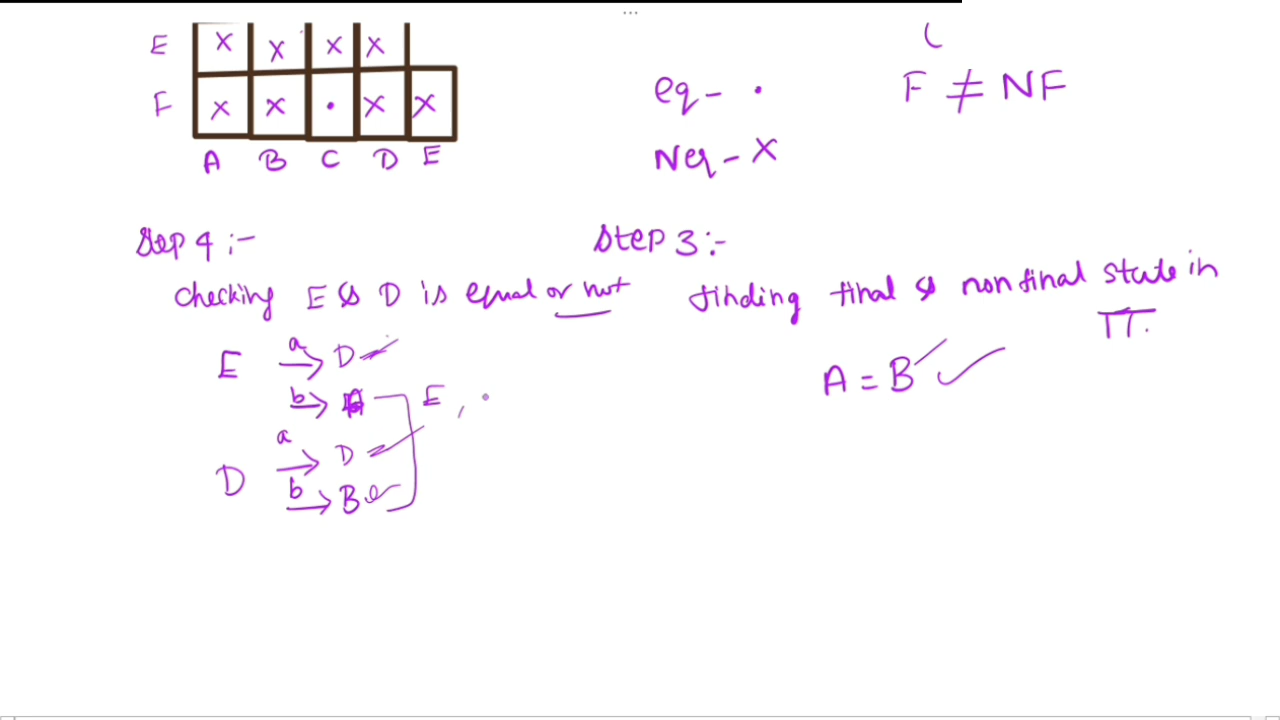 E X X X X
F X X • X X
A B C D E
eq - •
Neq - X
F ≠ NF
Step 4 :-
checking E & D is equal or not
E a→ D
b→ A
D a→ D
b→ B
E , •
Step 3 :-
finding final & non final state in
TT.
A = B ✓